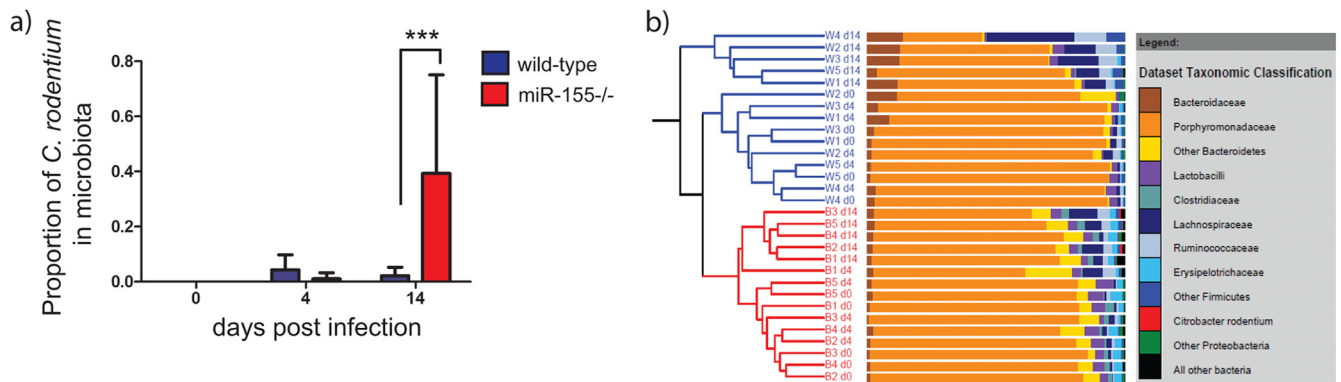 a)
***
wild-type
miR-155-/-
0.8
0.6
0.4
0.2
0.0
Proportion of C. rodentium
in microbiota
0
4
14
days post infection
b)
W4 d14
W2 d14
W3 d14
W5 d14
W1 d14
W2 d0
W3 d4
W1 d4
W3 d0
W1 d0
W2 d4
W5 d4
W5 d0
W4 d4
W4 d0
B3 d14
B5 d14
B4 d14
B2 d14
B1 d14
B1 d4
B5 d4
B5 d0
B1 d0
B3 d4
B4 d4
B2 d4
B3 d0
B4 d0
B2 d0
Legend:
Dataset Taxonomic Classification
Bacteroidaceae
Porphyromonadaceae
Other Bacteroidetes
Lactobacilli
Clostridiaceae
Lachnospiraceae
Ruminococcaceae
Erysipelotrichaceae
Other Firmicutes
Citrobacter rodentium
Other Proteobacteria
All other bacteria